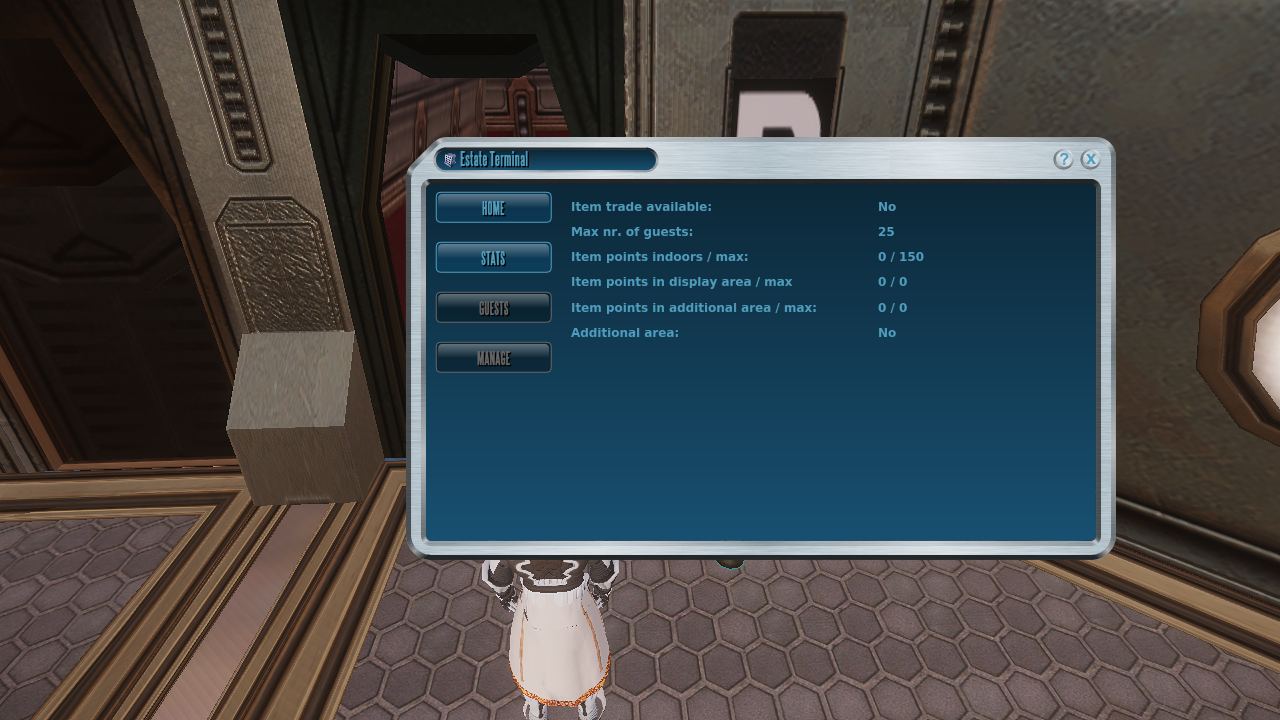 Estate Terminal
?
X
HOME
STATS
GUESTS
MANAGE
Item trade available: No
Max nr. of guests: 25
Item points indoors / max: 0 / 150
Item points in display area / max 0 / 0
Item points in additional area / max: 0 / 0
Additional area: No